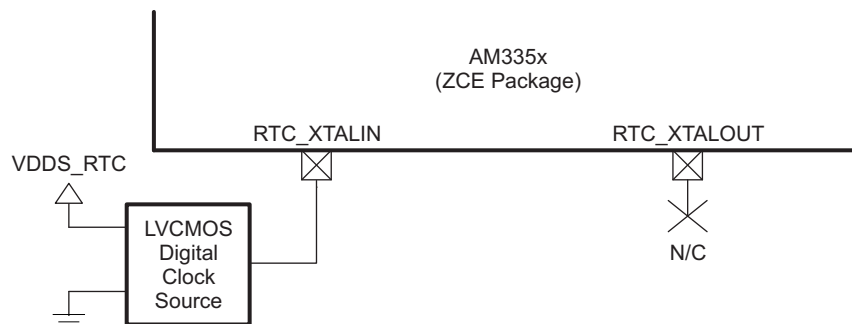 AM335x
(ZCE Package)
RTC_XTALIN
RTC_XTALOUT
VDDS_RTC
LVCMOS
Digital
Clock
Source
N/C